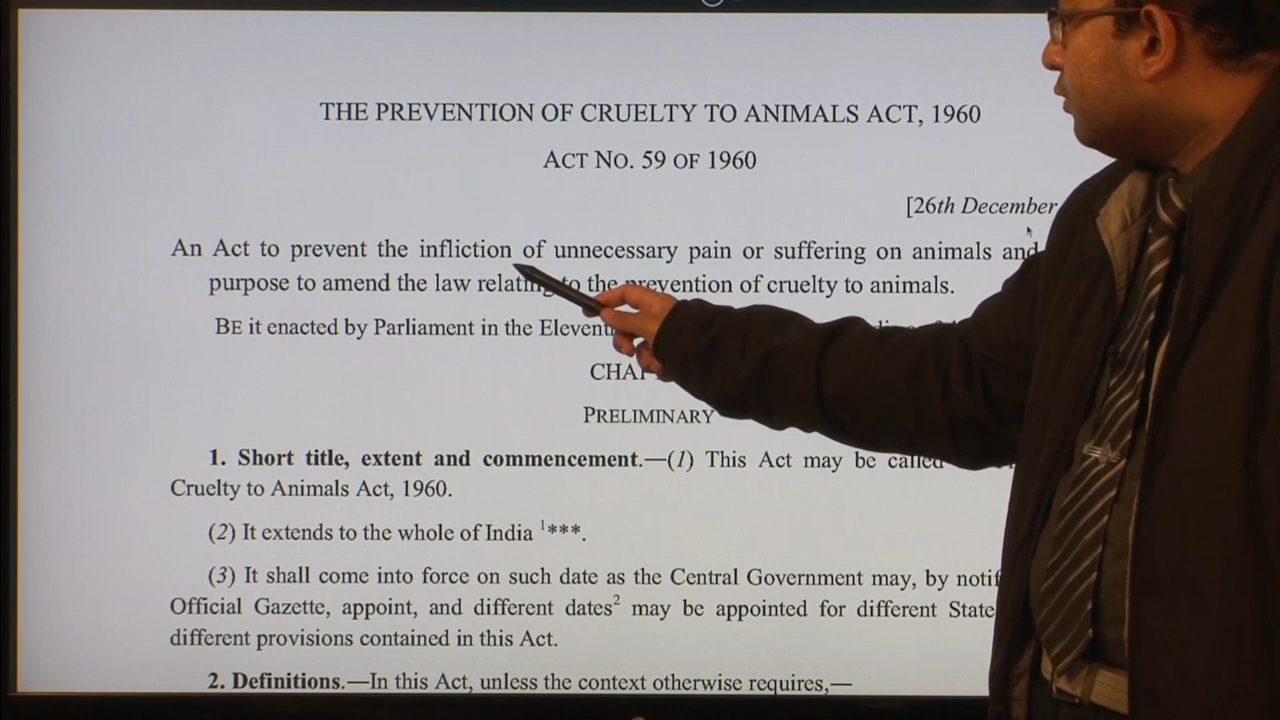 THE PREVENTION OF CRUELTY TO ANIMALS ACT, 1960
ACT NO. 59 OF 1960
[26th December
An Act to prevent the infliction of unnecessary pain or suffering on animals and
purpose to amend the law relating to the prevention of cruelty to animals.
BE it enacted by Parliament in the
PRELIMINARY
1. Short title, extent and commencement.—(1) This Act may be called
Cruelty to Animals Act, 1960.
(2) It extends to the whole of India 1***.
(3) It shall come into force on such date as the Central Government may, by
Official Gazette, appoint, and different dates2 may be appointed for different
different provisions contained in this Act.
2. Definitions.—In this Act, unless the context otherwise requires,—